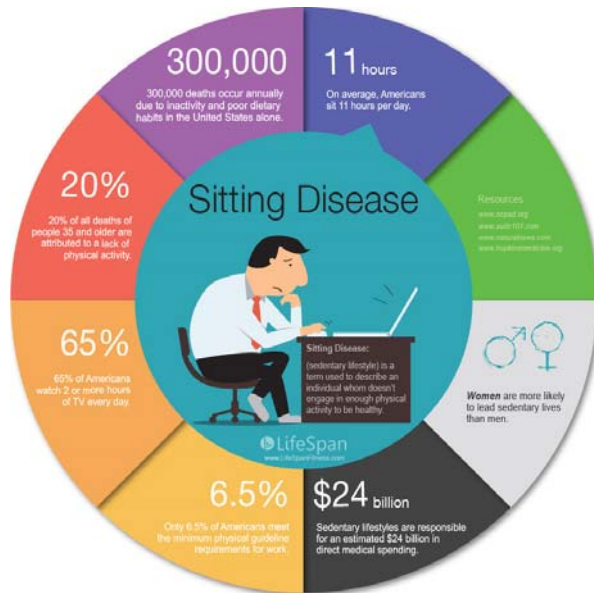 300,000
300,000 deaths occur annually
due to inactivity and poor dietary
habits in the United States alone.
11 hours
On average, Americans
sit 11 hours per day.
Resources
www.hopkinsmedicine.org
20%
20% of all deaths of
people 35 and older are
attributed to a lack of
physical activity.
Sitting Disease
Sitting Disease:
(sedentary lifestyle) is a
term used to describe an
individual whom doesn't
engage in enough physical
activity to be healthy.
LifeSpan
www.LifeSpanFitness.com
65%
65% of Americans
watch 2 or more hours
of TV every day.
Women are more likely
to lead sedentary lives
than men.
6.5%
Only 6.5% of Americans meet
the minimum physical guideline
requirements for work.
$24 billion
Sedentary lifestyles are responsible
for an estimated $24 billion in
direct medical spending.